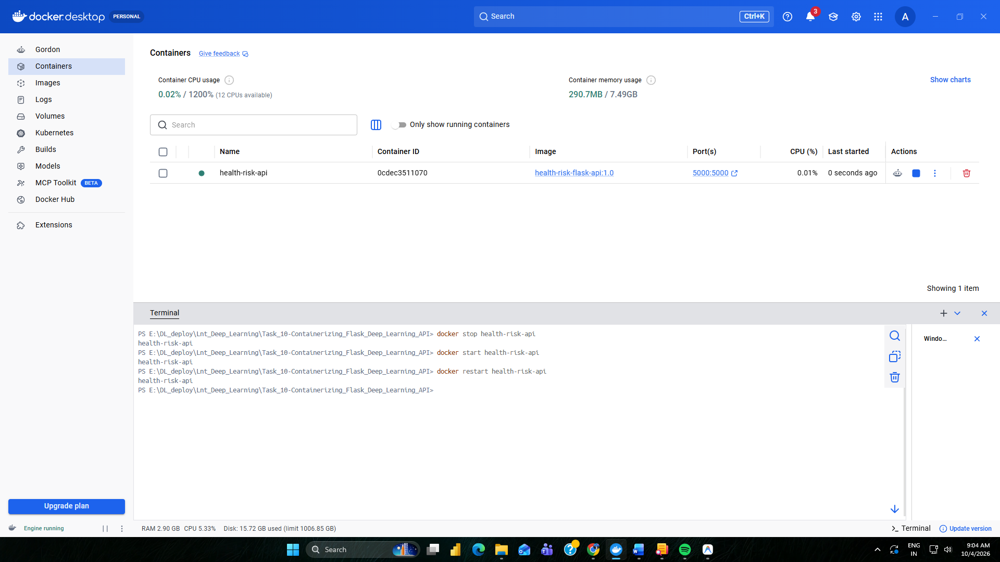 docker.desktop PERSONAL
Search Ctrl+K
3
A
Gordon
Containers
Images
Logs
Volumes
Kubernetes
Builds
Models
MCP Toolkit BETA
Docker Hub
Extensions
Upgrade plan
Containers Give feedback
Container CPU usage
0.02% / 1200% (12 CPUs available)
Container memory usage
290.7MB / 7.49GB
Show charts
Search
Only show running containers
Name Container ID Image Port(s) CPU (%) Last started Actions
health-risk-api 0cdec3511070 health-risk-flask-api:1.0 5000:5000 0.01% 0 seconds ago
Showing 1 item
Terminal
PS E:\DL_deploy\Lnt_Deep_Learning\Task_10-Containerizing_Flask_Deep_Learning_API> docker stop health-risk-api
health-risk-api
PS E:\DL_deploy\Lnt_Deep_Learning\Task_10-Containerizing_Flask_Deep_Learning_API> docker start health-risk-api
health-risk-api
PS E:\DL_deploy\Lnt_Deep_Learning\Task_10-Containerizing_Flask_Deep_Learning_API> docker restart health-risk-api
health-risk-api
PS E:\DL_deploy\Lnt_Deep_Learning\Task_10-Containerizing_Flask_Deep_Learning_API>
Windo...
Engine running
RAM 2.90 GB CPU 5.33% Disk: 15.72 GB used (limit 1006.85 GB)
Terminal
Update version
Search
ENG
IN
9:04 AM
10/4/2026